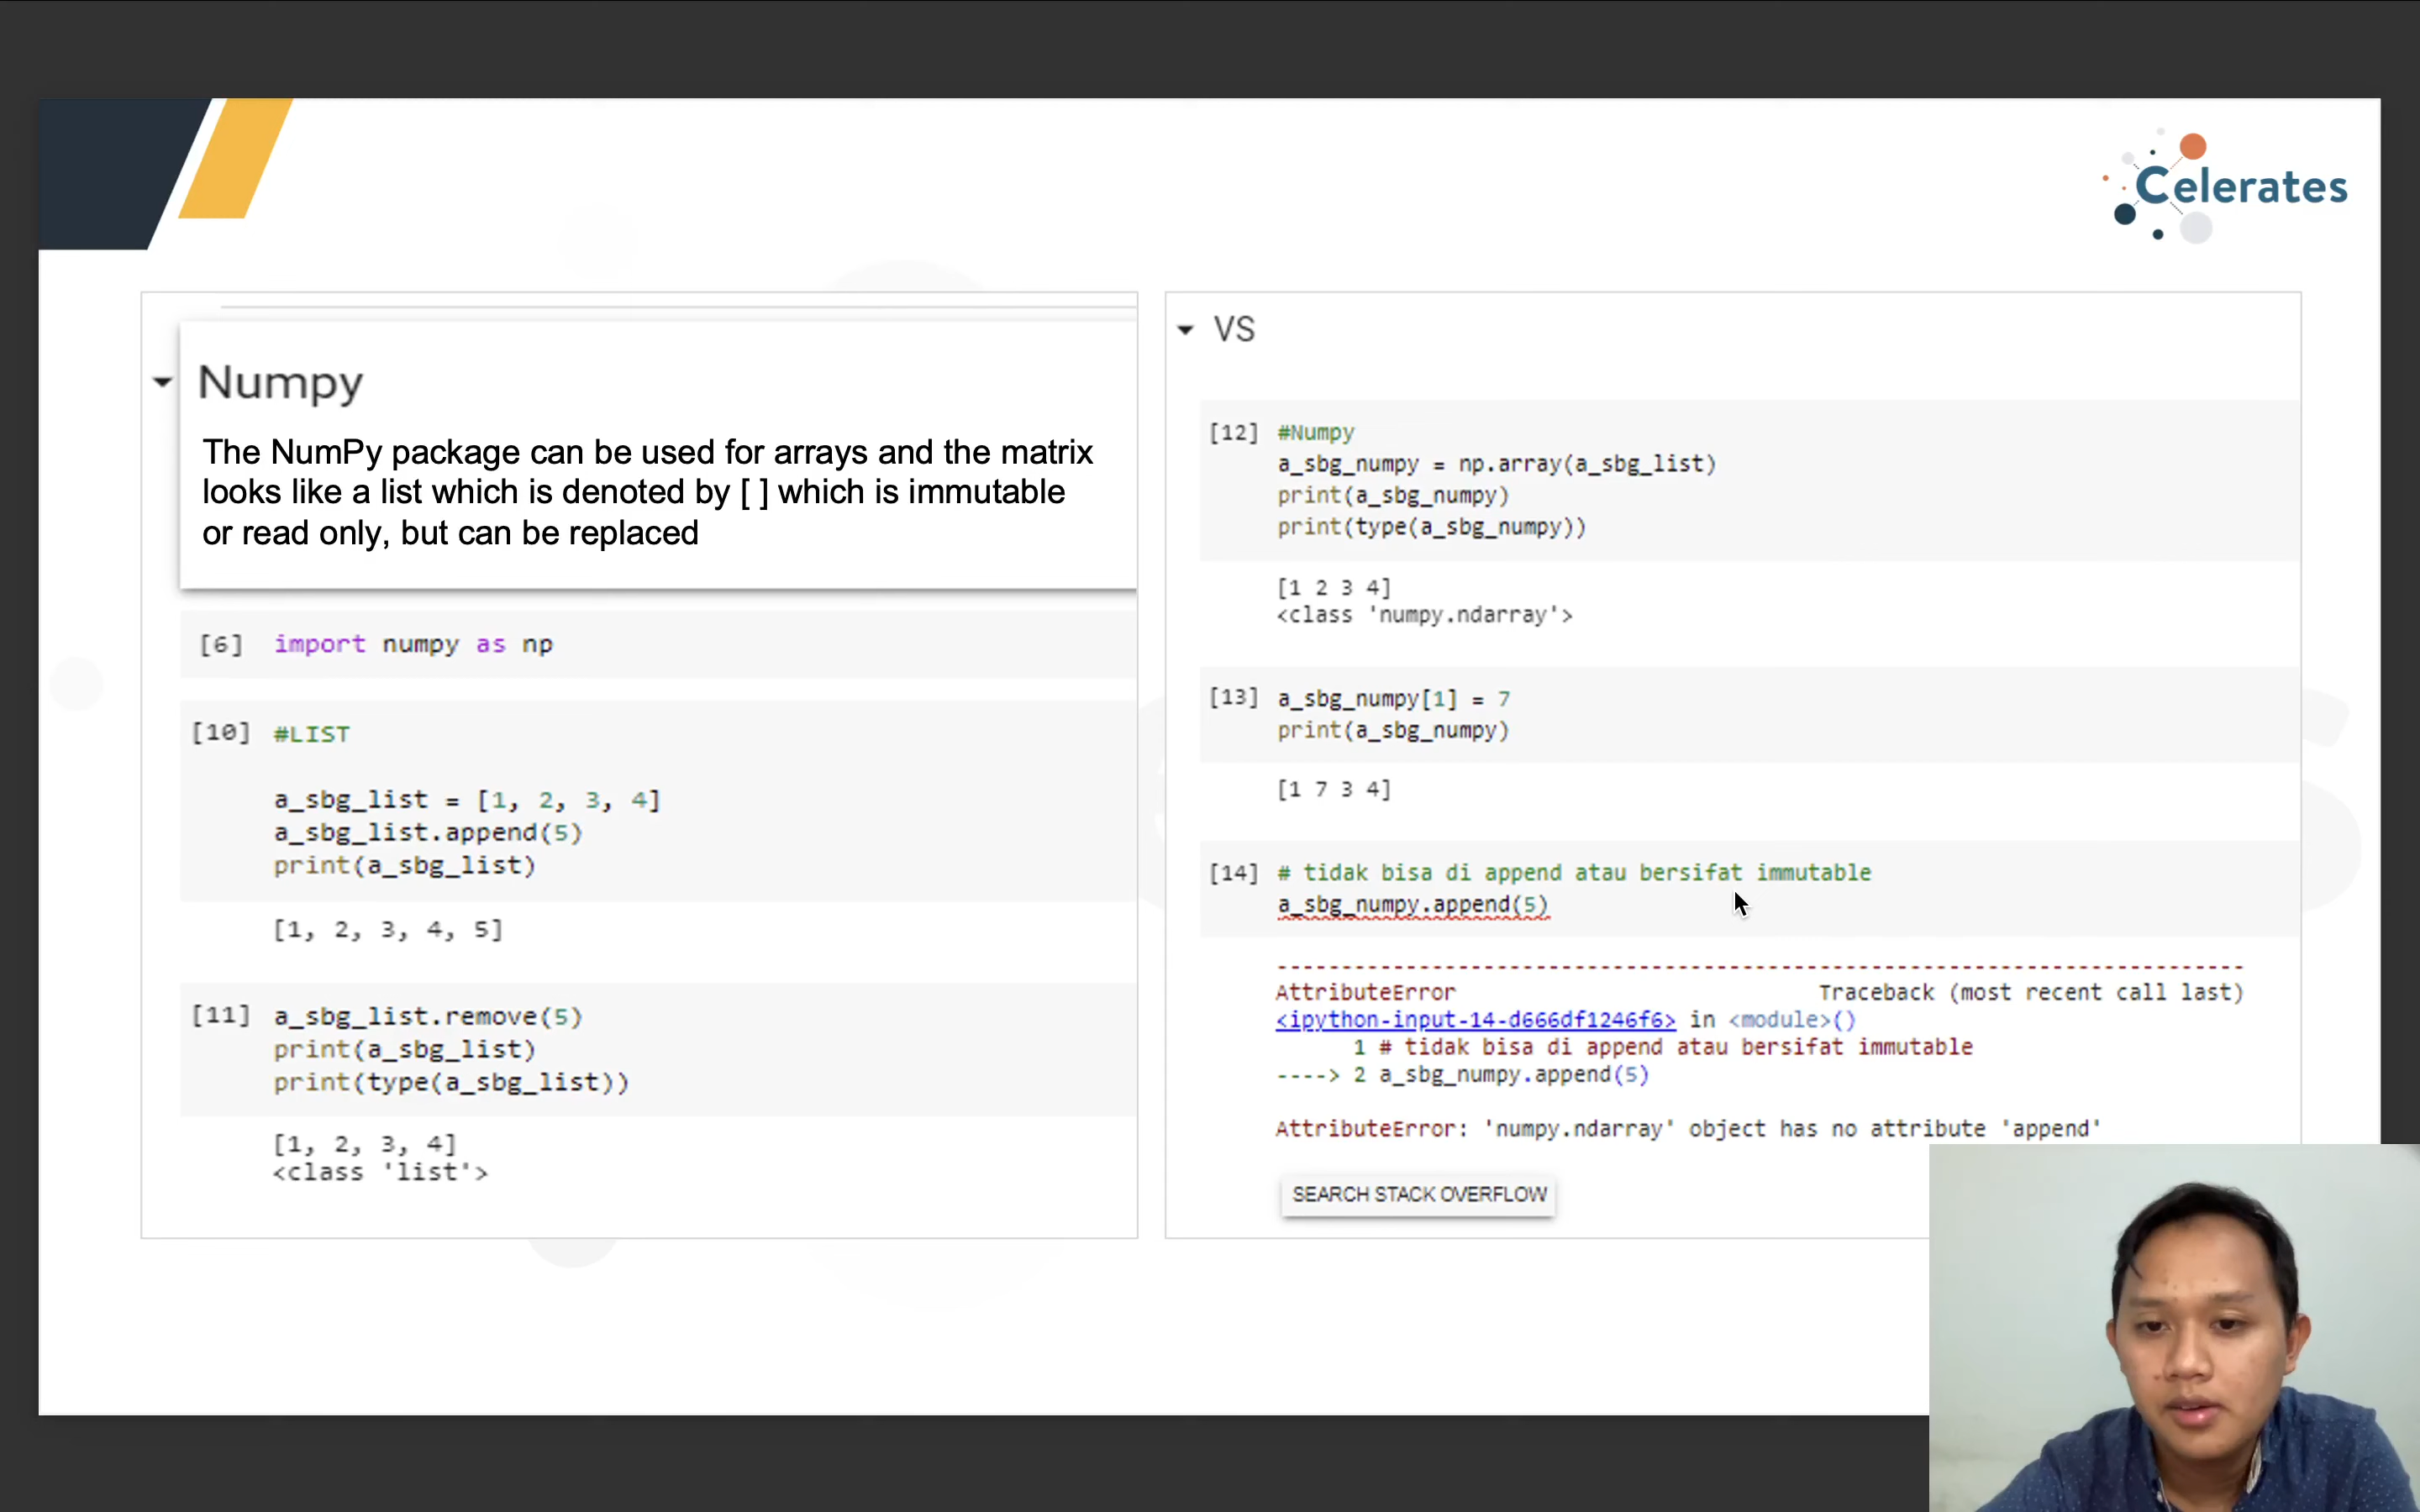 Celerates
Numpy
The NumPy package can be used for arrays and the matrix
looks like a list which is denoted by [ ] which is immutable
or read only, but can be replaced
[6] import numpy as np
[10] #LIST
a_sbg_list = [1, 2, 3, 4]
a_sbg_list.append(5)
print(a_sbg_list)
[1, 2, 3, 4, 5]
[11] a_sbg_list.remove(5)
print(a_sbg_list)
print(type(a_sbg_list))
[1, 2, 3, 4]
<class 'list'>
VS
[12] #Numpy
a_sbg_numpy = np.array(a_sbg_list)
print(a_sbg_numpy)
print(type(a_sbg_numpy))
[1 2 3 4]
<class 'numpy.ndarray'>
[13] a_sbg_numpy[1] = 7
print(a_sbg_numpy)
[1 7 3 4]
[14] # tidak bisa di append atau bersifat immutable
a_sbg_numpy.append(5)
---------------------------------------------------------------------------
AttributeError Traceback (most recent call last)
<ipython-input-14-d666df1246f6> in <module>()
1 # tidak bisa di append atau bersifat immutable
----> 2 a_sbg_numpy.append(5)
AttributeError: 'numpy.ndarray' object has no attribute 'append'
SEARCH STACK OVERFLOW